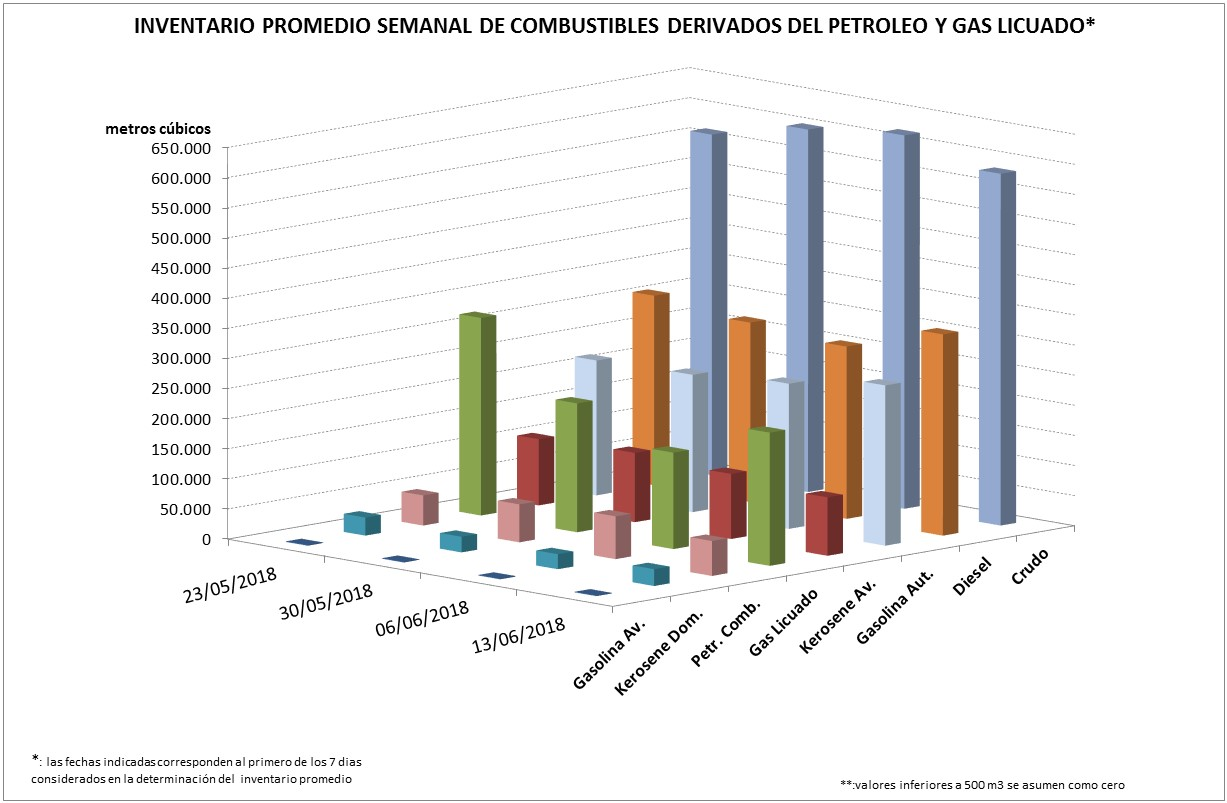 INVENTARIO PROMEDIO SEMANAL DE COMBUSTIBLES DERIVADOS DEL PETROLEO Y GAS LICUADO*
metros cúbicos
650.000
600.000
550.000
500.000
450.000
400.000
350.000
300.000
250.000
200.000
150.000
100.000
50.000
0
23/05/2018
30/05/2018
06/06/2018
13/06/2018
Gasolina Av.
Kerosene Dom.
Petr. Comb.
Gas Licuado
Kerosene Av.
Gasolina Aut.
Diesel
Crudo
*: las fechas indicadas corresponden al primero de los 7 dias
considerados en la determinación del inventario promedio
**:valores inferiores a 500 m3 se asumen como cero